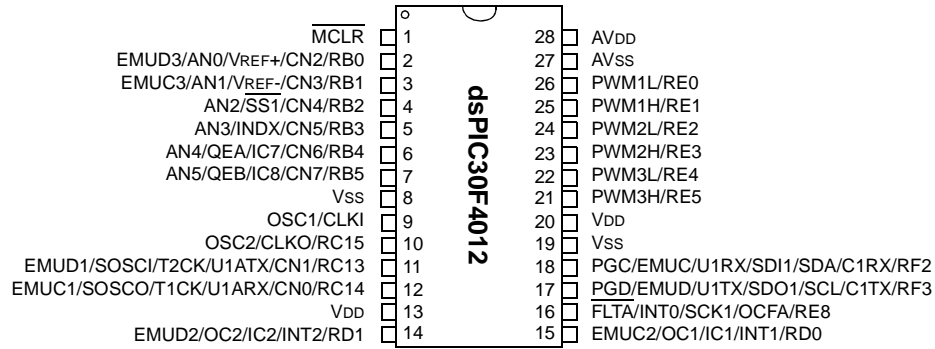 MCLR 1 28 AVDD
EMUD3/AN0/VREF+/CN2/RB0 2 27 AVSS
EMUC3/AN1/VREF-/CN3/RB1 3 26 PWM1L/RE0
AN2/SS1/CN4/RB2 4 25 PWM1H/RE1
AN3/INDX/CN5/RB3 5 24 PWM2L/RE2
AN4/QEA/IC7/CN6/RB4 6 23 PWM2H/RE3
AN5/QEB/IC8/CN7/RB5 7 22 PWM3L/RE4
VSS 8 21 PWM3H/RE5
OSC1/CLKI 9 20 VDD
OSC2/CLKO/RC15 10 19 VSS
EMUD1/SOSCI/T2CK/U1ATX/CN1/RC13 11 18 PGC/EMUC/U1RX/SDI1/SDA/C1RX/RF2
EMUC1/SOSCO/T1CK/U1ARX/CN0/RC14 12 17 PGD/EMUD/U1TX/SDO1/SCL/C1TX/RF3
VDD 13 16 FLTA/INT0/SCK1/OCFA/RE8
EMUD2/OC2/IC2/INT2/RD1 14 15 EMUC2/OC1/IC1/INT1/RD0
dsPIC30F4012